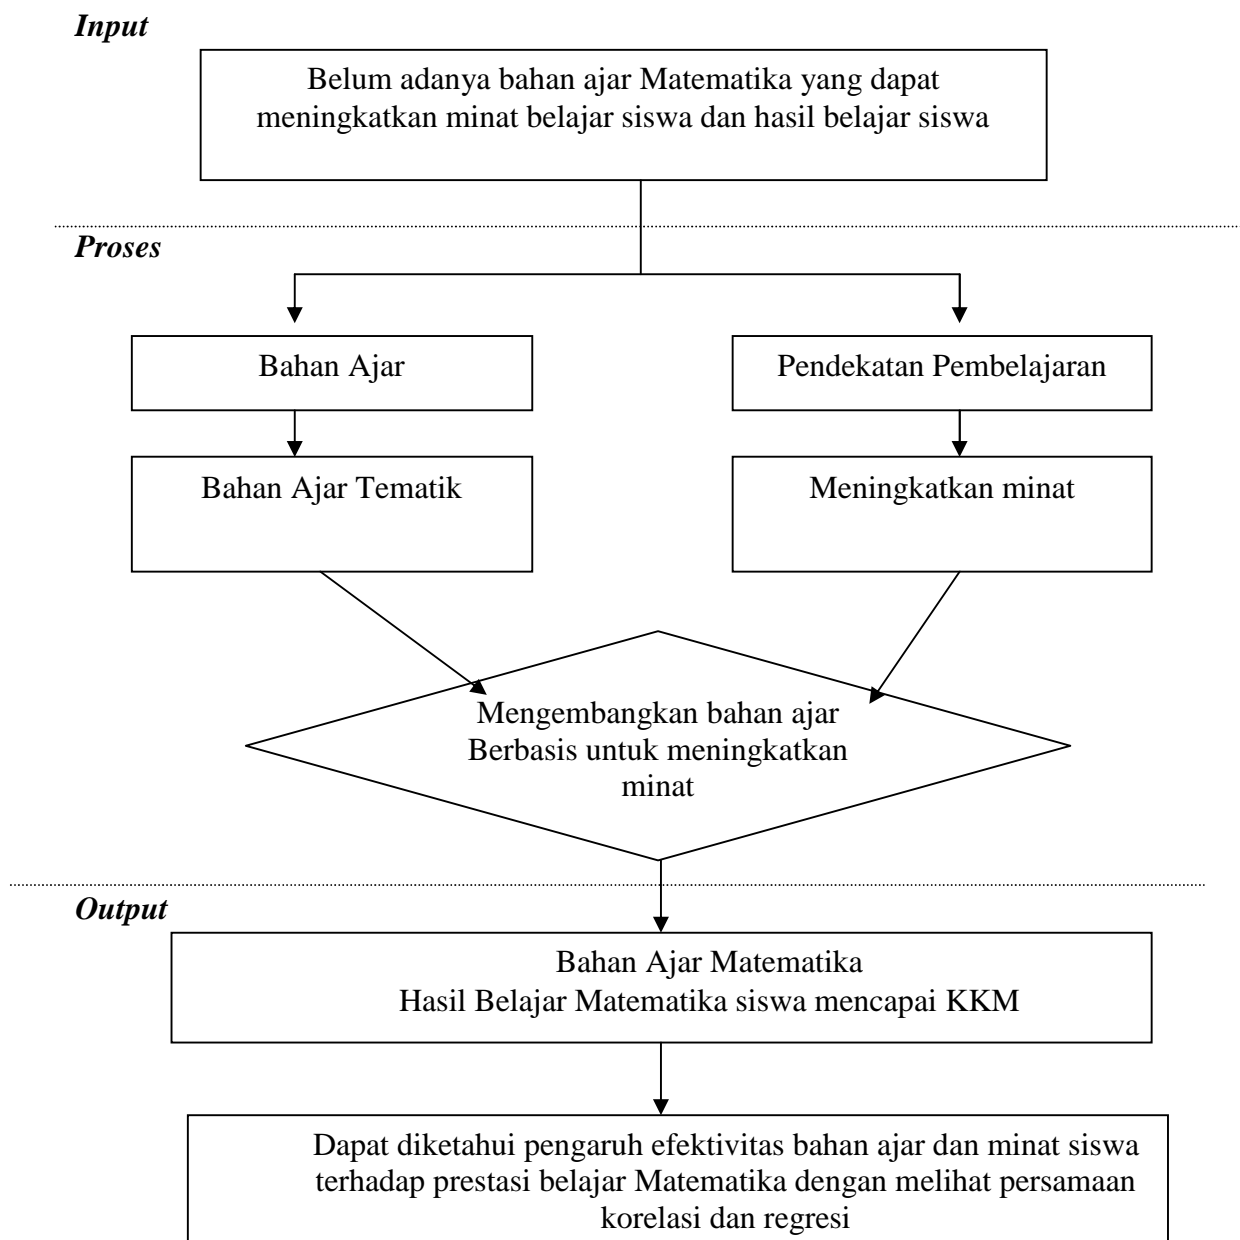 Input
Belum adanya bahan ajar Matematika yang dapat
meningkatkan minat belajar siswa dan hasil belajar siswa
Proses
Bahan Ajar
Pendekatan Pembelajaran
Bahan Ajar Tematik
Meningkatkan minat
Mengembangkan bahan ajar
Berbasis untuk meningkatkan
minat
Output
Bahan Ajar Matematika
Hasil Belajar Matematika siswa mencapai KKM
Dapat diketahui pengaruh efektivitas bahan ajar dan minat siswa
terhadap prestasi belajar Matematika dengan melihat persamaan
korelasi dan regresi